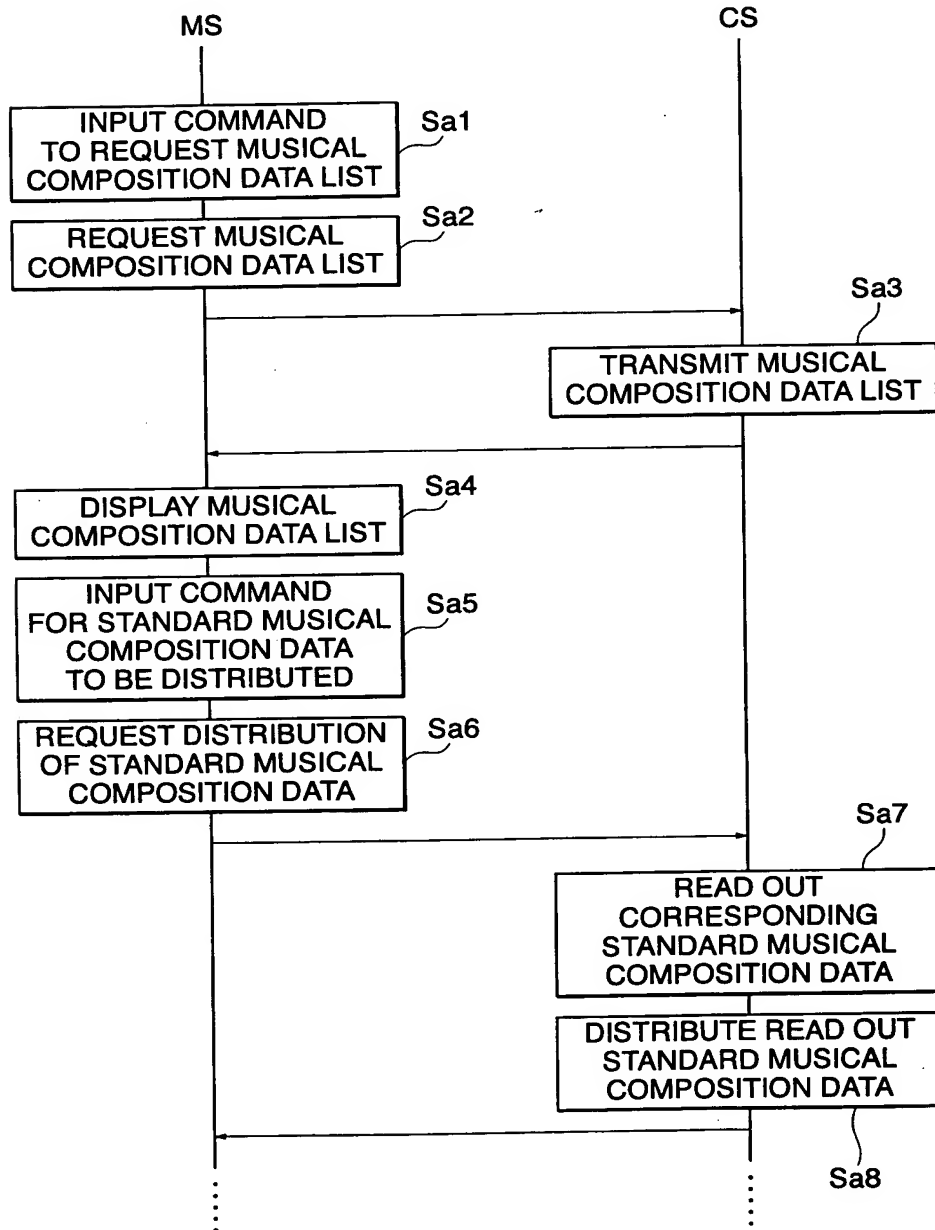 MS
CS
INPUT COMMAND
TO REQUEST MUSICAL
COMPOSITION DATA LIST
Sa1
REQUEST MUSICAL
COMPOSITION DATA LIST
Sa2
Sa3
TRANSMIT MUSICAL
COMPOSITION DATA LIST
DISPLAY MUSICAL
COMPOSITION DATA LIST
Sa4
INPUT COMMAND
FOR STANDARD MUSICAL
COMPOSITION DATA
TO BE DISTRIBUTED
Sa5
REQUEST DISTRIBUTION
OF STANDARD MUSICAL
COMPOSITION DATA
Sa6
Sa7
READ OUT
CORRESPONDING
STANDARD MUSICAL
COMPOSITION DATA
DISTRIBUTE READ OUT
STANDARD MUSICAL
COMPOSITION DATA
Sa8